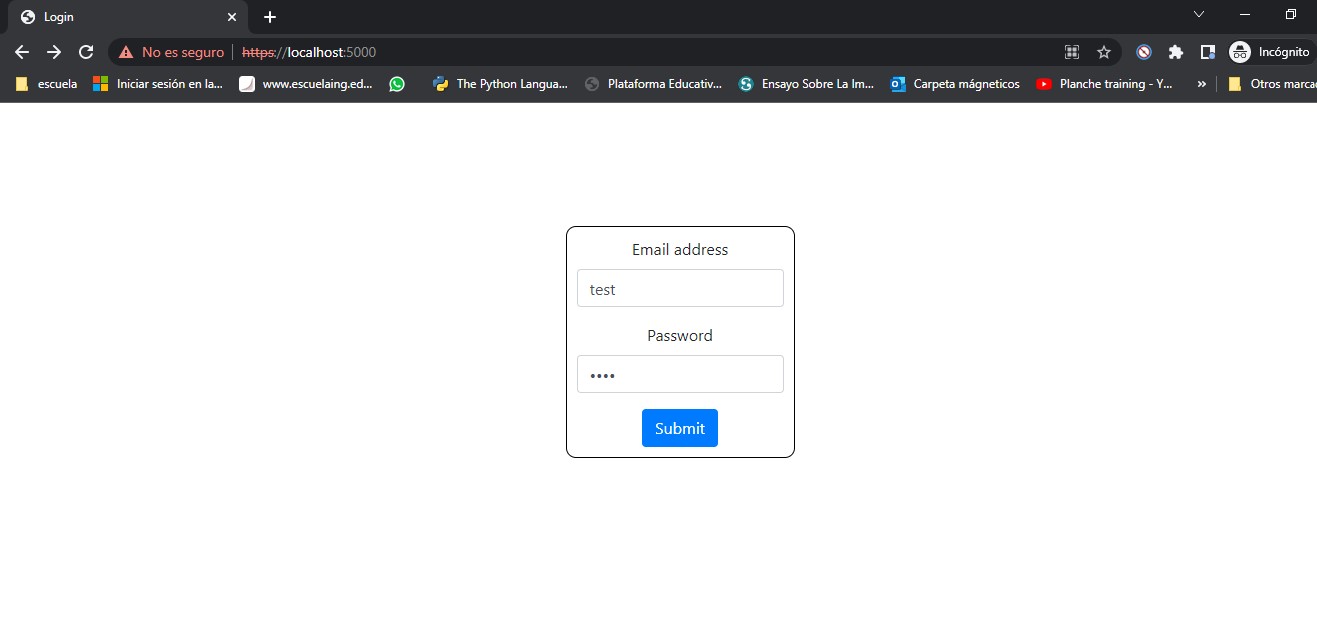 Login
No es seguro | https://localhost:5000
Incógnito
escuela
Iniciar sesión en la...
www.escuelaing.ed...
The Python Langua...
Plataforma Educativ...
Ensayo Sobre La Im...
Carpeta mágneticos
Planche training - Y...
»
Otros marca
Email address
test
Password
••••
Submit